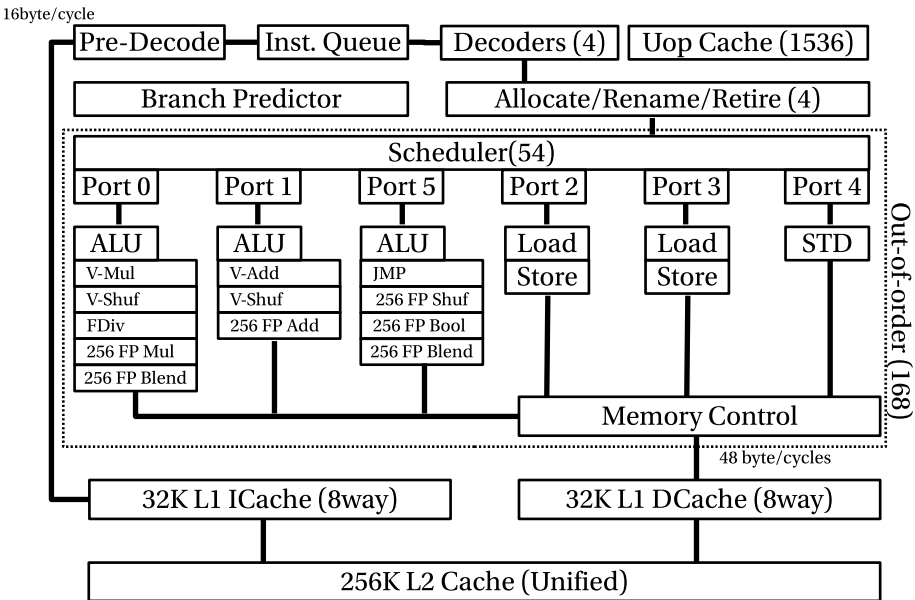 16byte/cycle
Pre-Decode
Inst. Queue
Decoders (4)
Uop Cache (1536)
Branch Predictor
Allocate/Rename/Retire (4)
Scheduler(54)
Port 0
Port 1
Port 5
Port 2
Port 3
Port 4
ALU
V-Mul
V-Shuf
FDiv
256 FP Mul
256 FP Blend
ALU
V-Add
V-Shuf
256 FP Add
ALU
JMP
256 FP Shuf
256 FP Bool
256 FP Blend
Load
Store
Load
Store
STD
Out-of-order (168)
Memory Control
48 byte/cycles
32K L1 ICache (8way)
32K L1 DCache (8way)
256K L2 Cache (Unified)